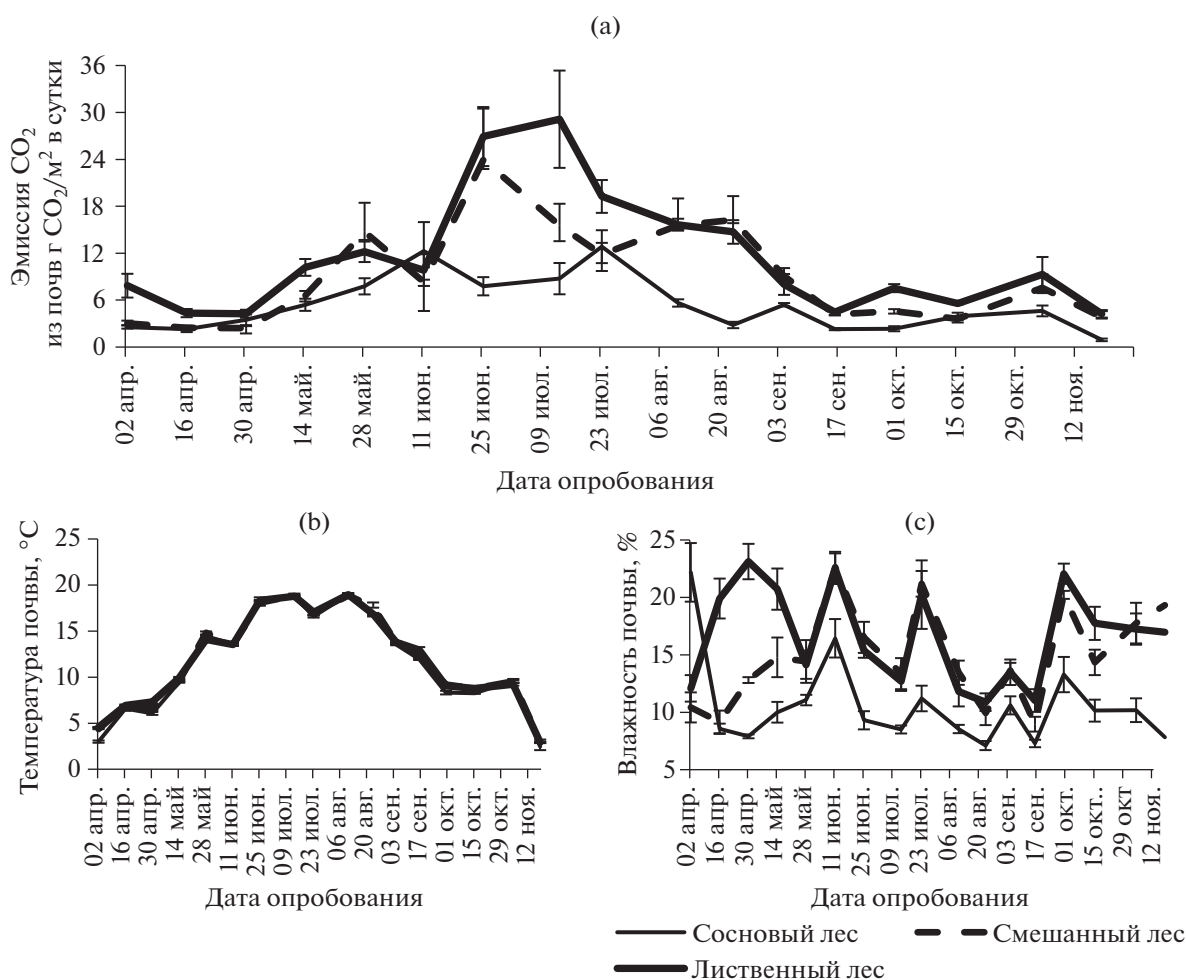 (a)
Эмиссия CO2
из почв г CO2/м2 в сутки
36
30
24
18
12
6
0
02 апр.
16 апр.
30 апр.
14 май.
28 май.
11 июн.
25 июн.
09 июл.
23 июл.
06 авг.
20 авг.
03 сен.
17 сен.
01 окт.
15 окт.
29 окт.
12 ноя.
Дата опробования
(b)
Температура почвы, °C
25
20
15
10
5
0
02 апр.
16 апр.
30 апр.
14 май
28 май
11 июн.
25 июн.
09 июл.
23 июл.
06 авг.
20 авг.
03 сен.
17 сен.
01 окт.
15 окт.
29 окт.
12 ноя.
Дата опробования
(c)
Влажность почвы, %
25
20
15
10
5
02 апр.
16 апр.
30 апр.
14 май
28 май
11 июн.
25 июн.
09 июл.
23 июл.
06 авг.
20 авг.
03 сен.
17 сен.
01 окт.
15 окт..
29 окт
12 ноя.
Дата опробования
Сосновый лес
Смешанный лес
Лиственный лес